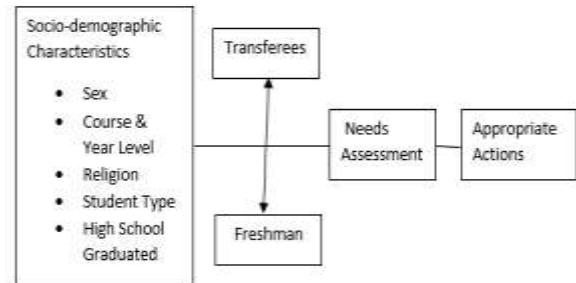 Socio-demographic
Characteristics
• Sex
• Course &
Year Level
• Religion
• Student Type
• High School
Graduated
Transferees
Freshman
Needs
Assessment
Appropriate
Actions